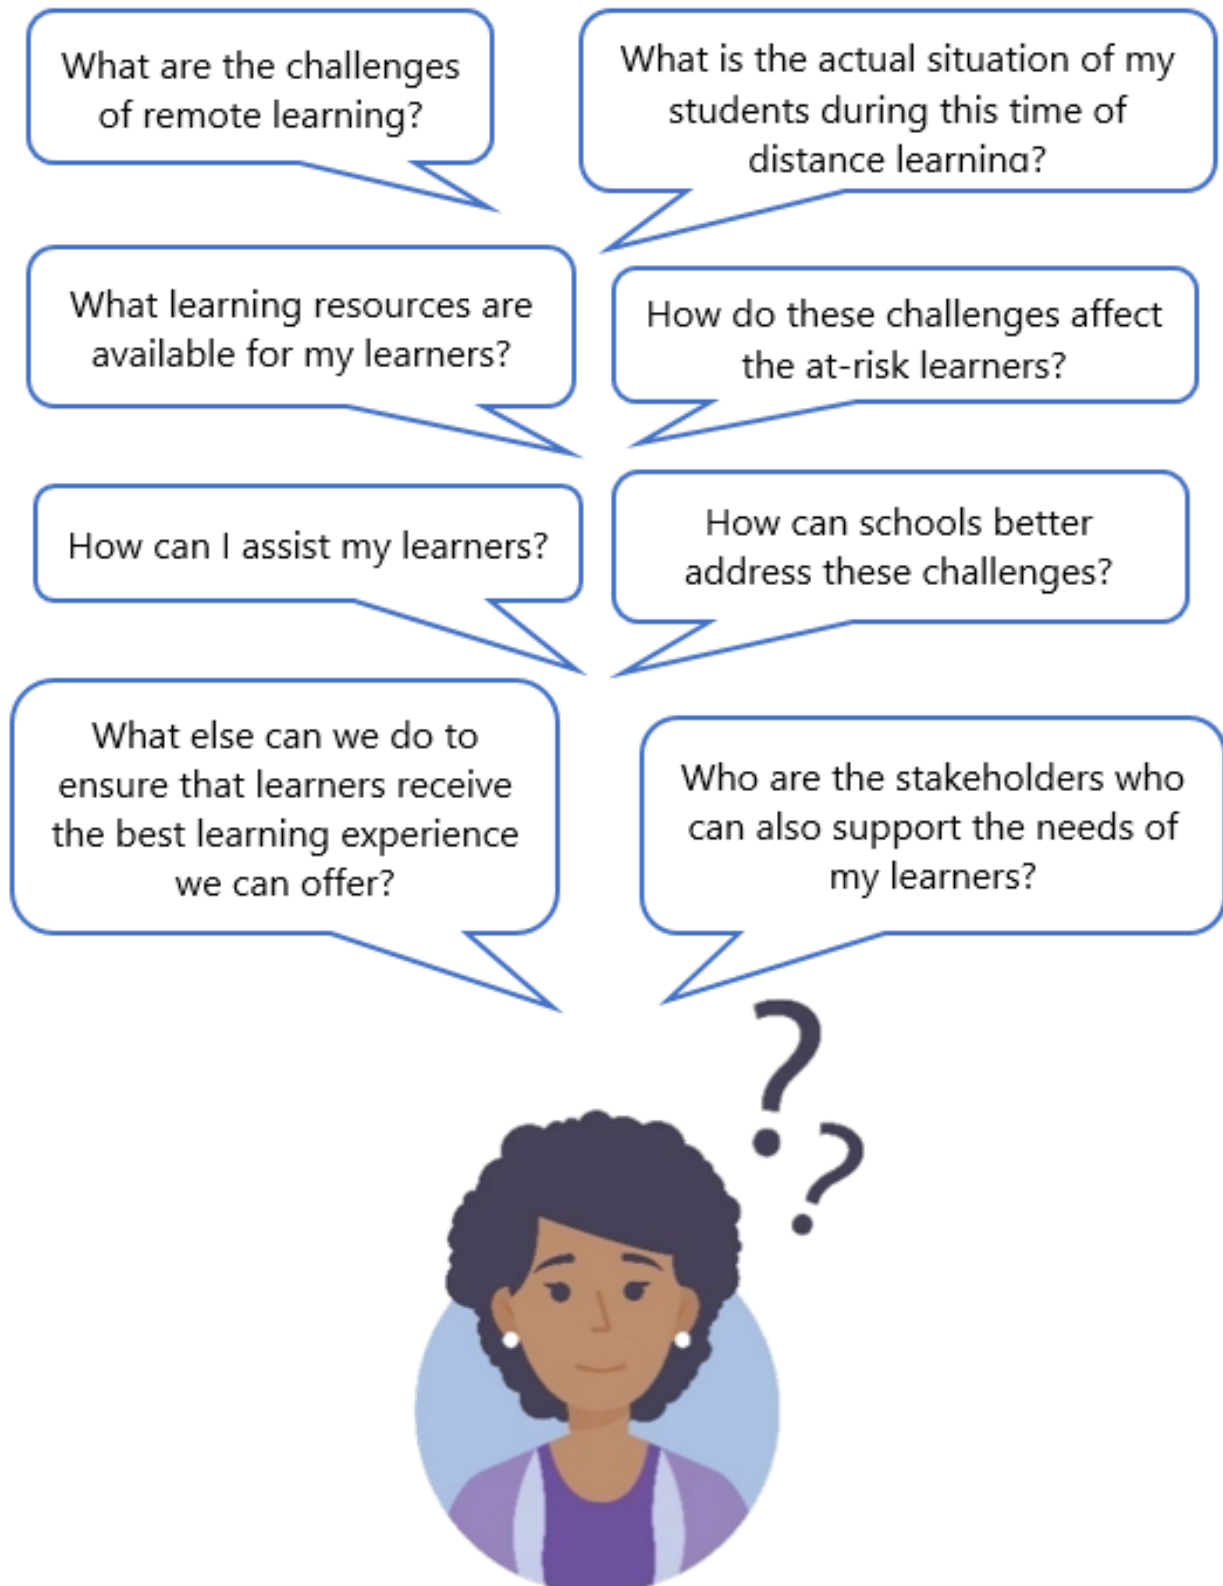 What are the challenges
of remote learning?
What is the actual situation of my
students during this time of
distance learning?
What learning resources are
available for my learners?
How do these challenges affect
the at-risk learners?
How can I assist my learners?
How can schools better
address these challenges?
What else can we do to
ensure that learners receive
the best learning experience
we can offer?
Who are the stakeholders who
can also support the needs of
my learners?
?
?